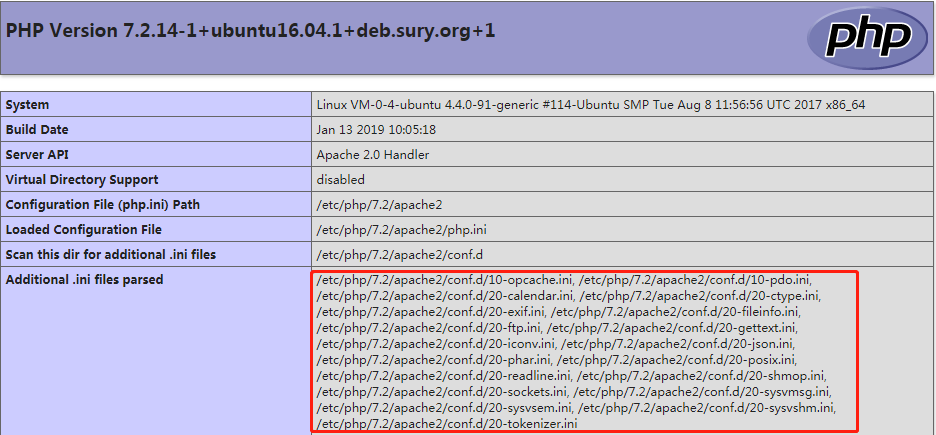 PHP Version 7.2.14-1+ubuntu16.04.1+deb.sury.org+1
php
System Linux VM-0-4-ubuntu 4.4.0-91-generic #114-Ubuntu SMP Tue Aug 8 11:56:56 UTC 2017 x86_64
Build Date Jan 13 2019 10:05:18
Server API Apache 2.0 Handler
Virtual Directory Support disabled
Configuration File (php.ini) Path /etc/php/7.2/apache2
Loaded Configuration File /etc/php/7.2/apache2/php.ini
Scan this dir for additional .ini files /etc/php/7.2/apache2/conf.d
Additional .ini files parsed /etc/php/7.2/apache2/conf.d/10-opcache.ini, /etc/php/7.2/apache2/conf.d/10-pdo.ini,
/etc/php/7.2/apache2/conf.d/20-calendar.ini, /etc/php/7.2/apache2/conf.d/20-ctype.ini,
/etc/php/7.2/apache2/conf.d/20-exif.ini, /etc/php/7.2/apache2/conf.d/20-fileinfo.ini,
/etc/php/7.2/apache2/conf.d/20-ftp.ini, /etc/php/7.2/apache2/conf.d/20-gettext.ini,
/etc/php/7.2/apache2/conf.d/20-iconv.ini, /etc/php/7.2/apache2/conf.d/20-json.ini,
/etc/php/7.2/apache2/conf.d/20-phar.ini, /etc/php/7.2/apache2/conf.d/20-posix.ini,
/etc/php/7.2/apache2/conf.d/20-readline.ini, /etc/php/7.2/apache2/conf.d/20-shmop.ini,
/etc/php/7.2/apache2/conf.d/20-sockets.ini, /etc/php/7.2/apache2/conf.d/20-sysvmsg.ini,
/etc/php/7.2/apache2/conf.d/20-sysvsem.ini, /etc/php/7.2/apache2/conf.d/20-sysvshm.ini,
/etc/php/7.2/apache2/conf.d/20-tokenizer.ini